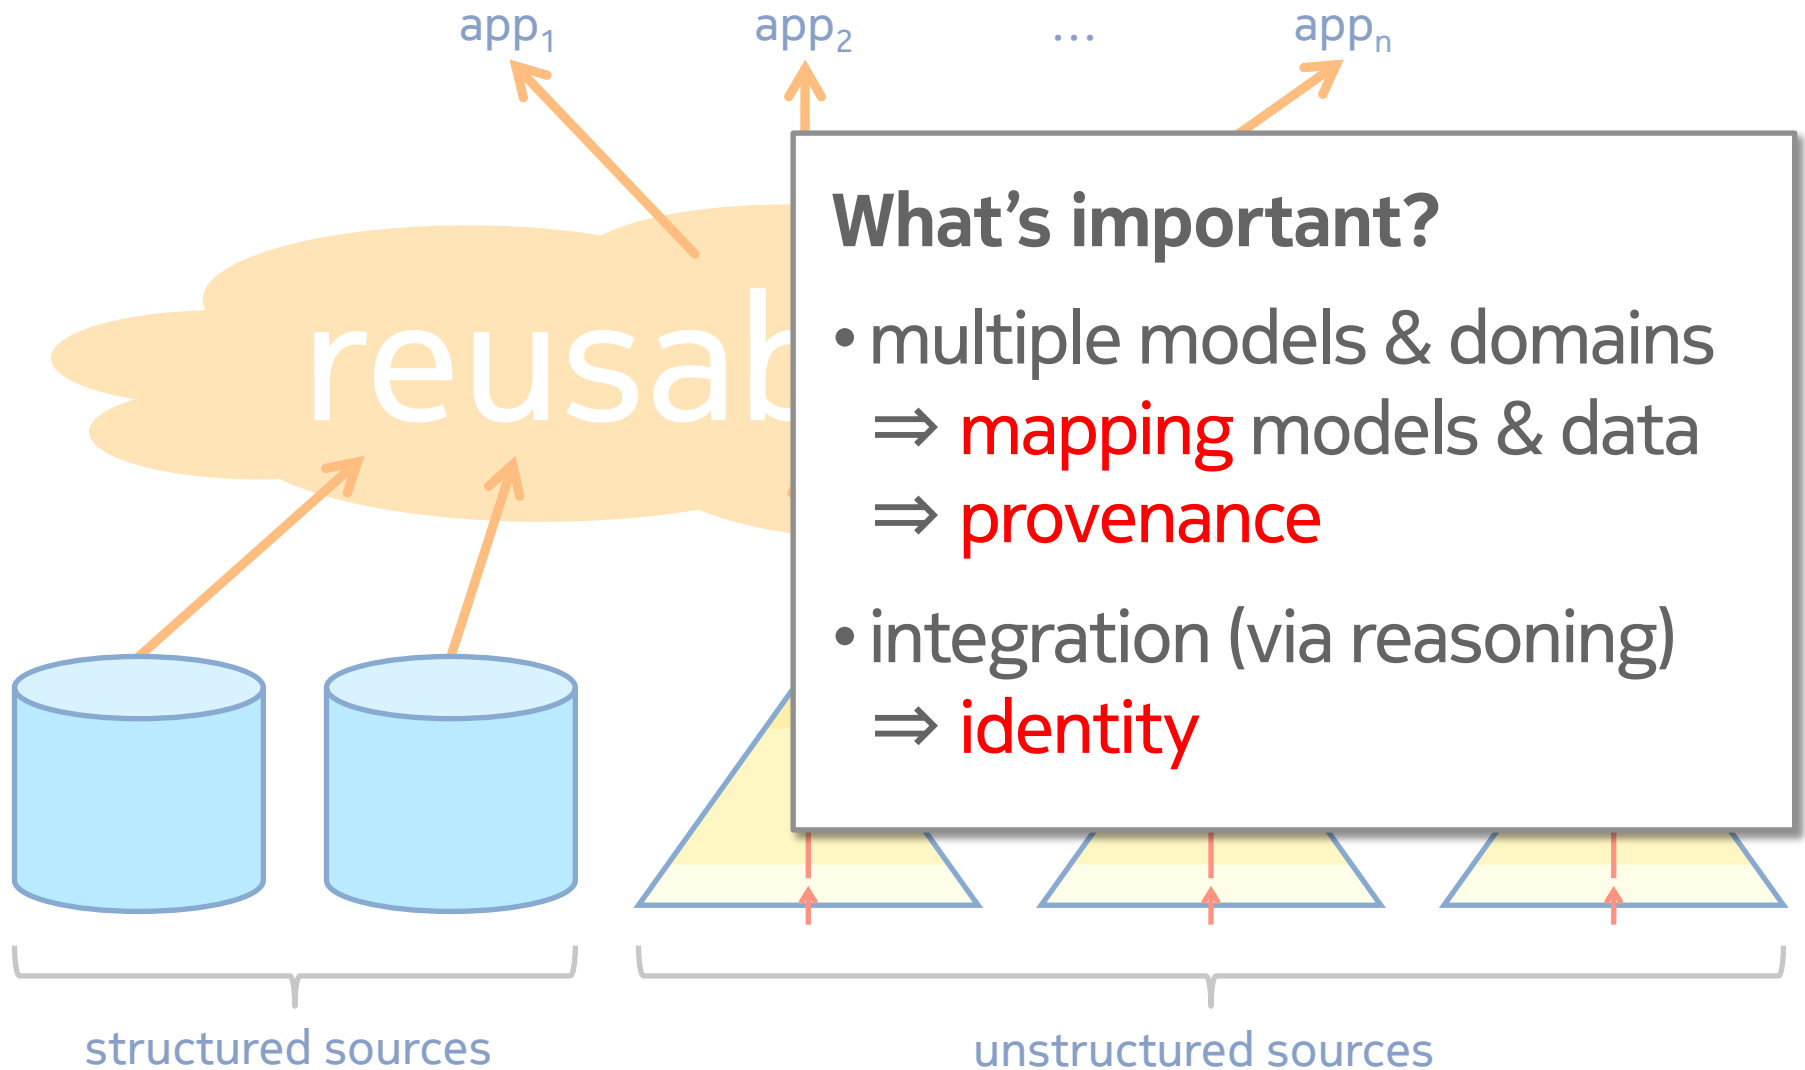 app₁ app₂ … appₙ
reusab
What's important?
• multiple models & domains
⇒ mapping models & data
⇒ provenance
• integration (via reasoning)
⇒ identity
structured sources
unstructured sources